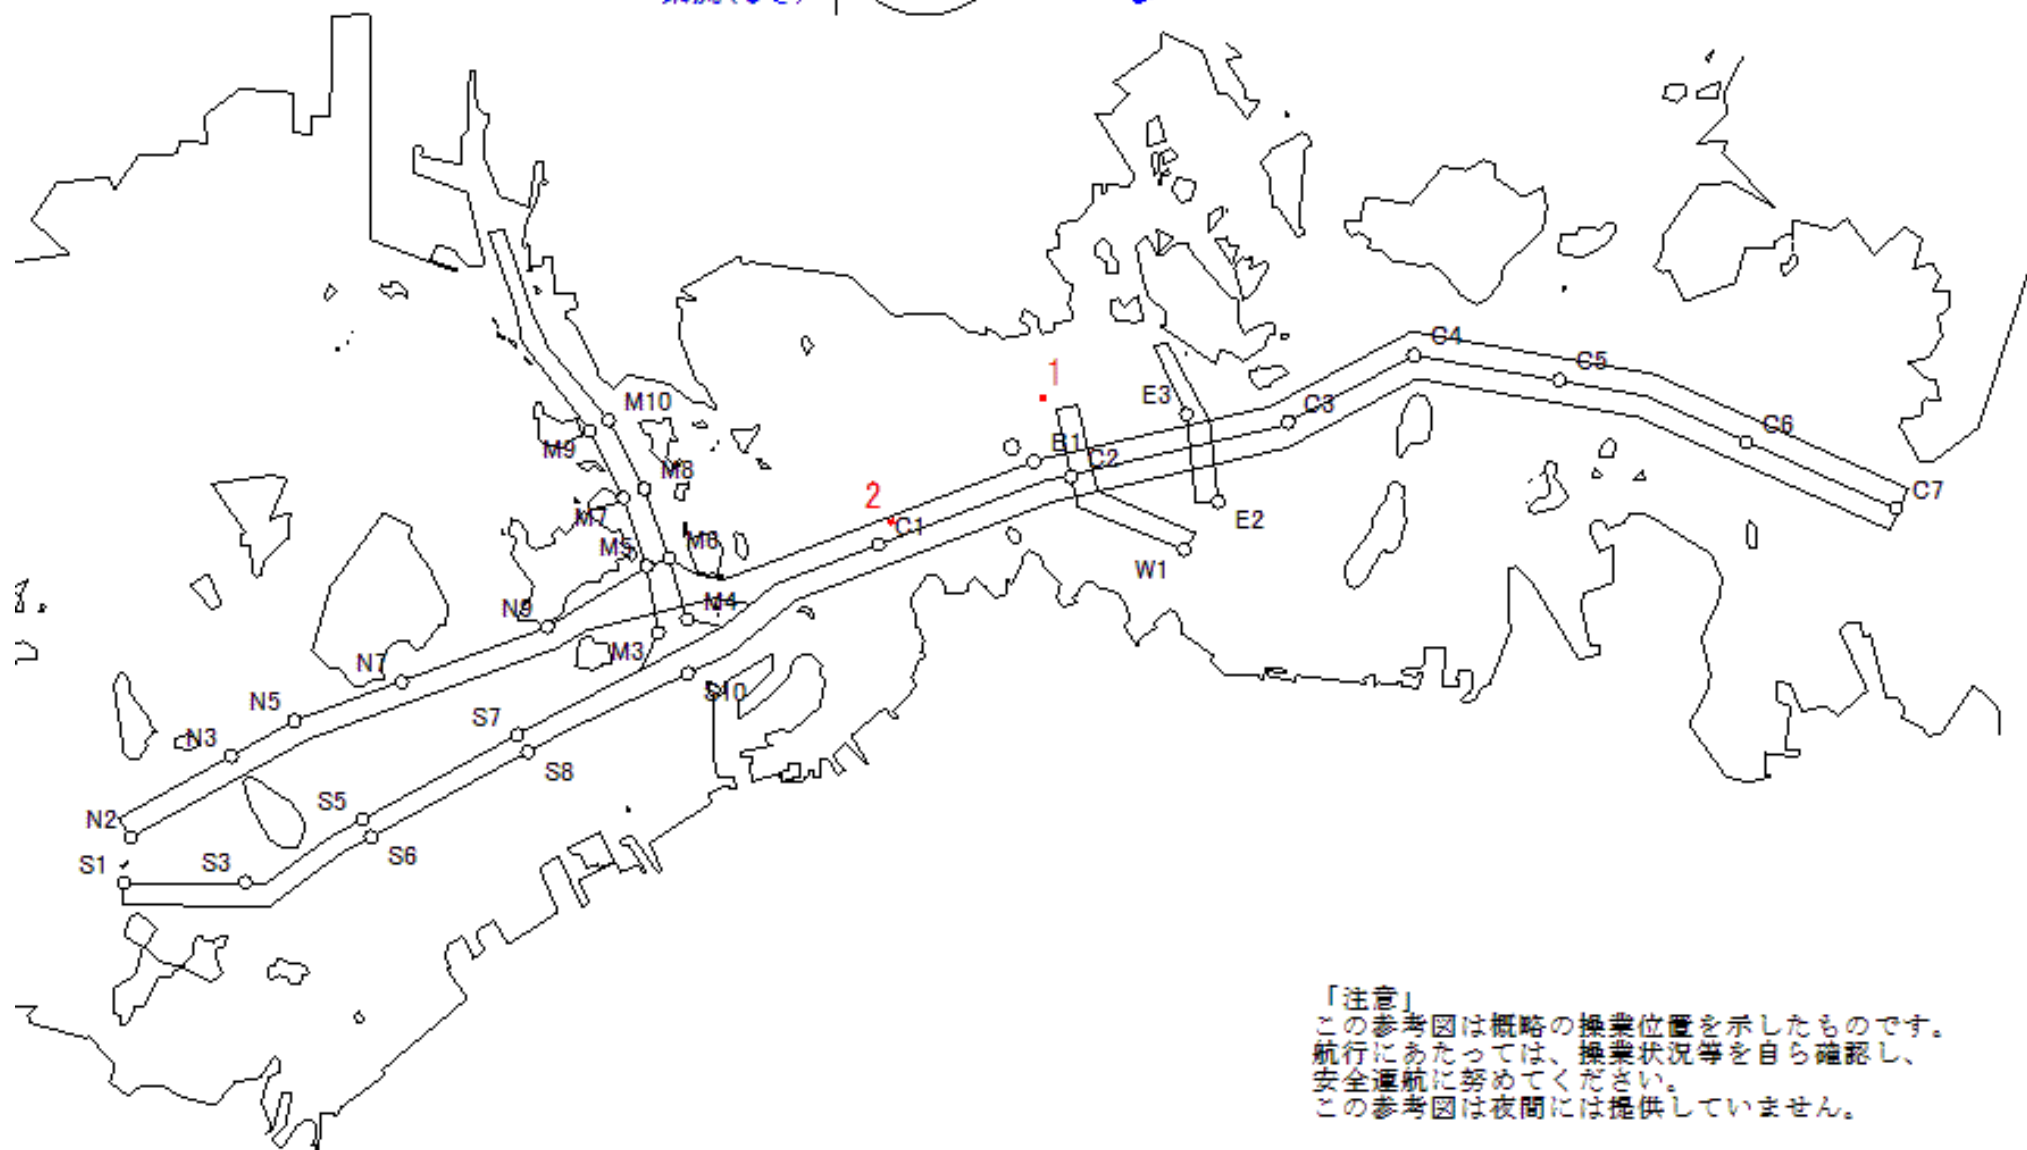 C4
C5
1
E3
M10
C3
C6
B1
M9
C2
M8
C7
2
M7
C1
E2
M5
M6
W1
N9
M4
M3
N7
S10
N5
S7
N3
S8
S5
N2
S6
S1
S3
「注意」
この参考図は概略の操業位置を示したものです。
航行にあたっては、操業状況等を自ら確認し、
安全運航に努めてください。
この参考図は夜間には提供していません。